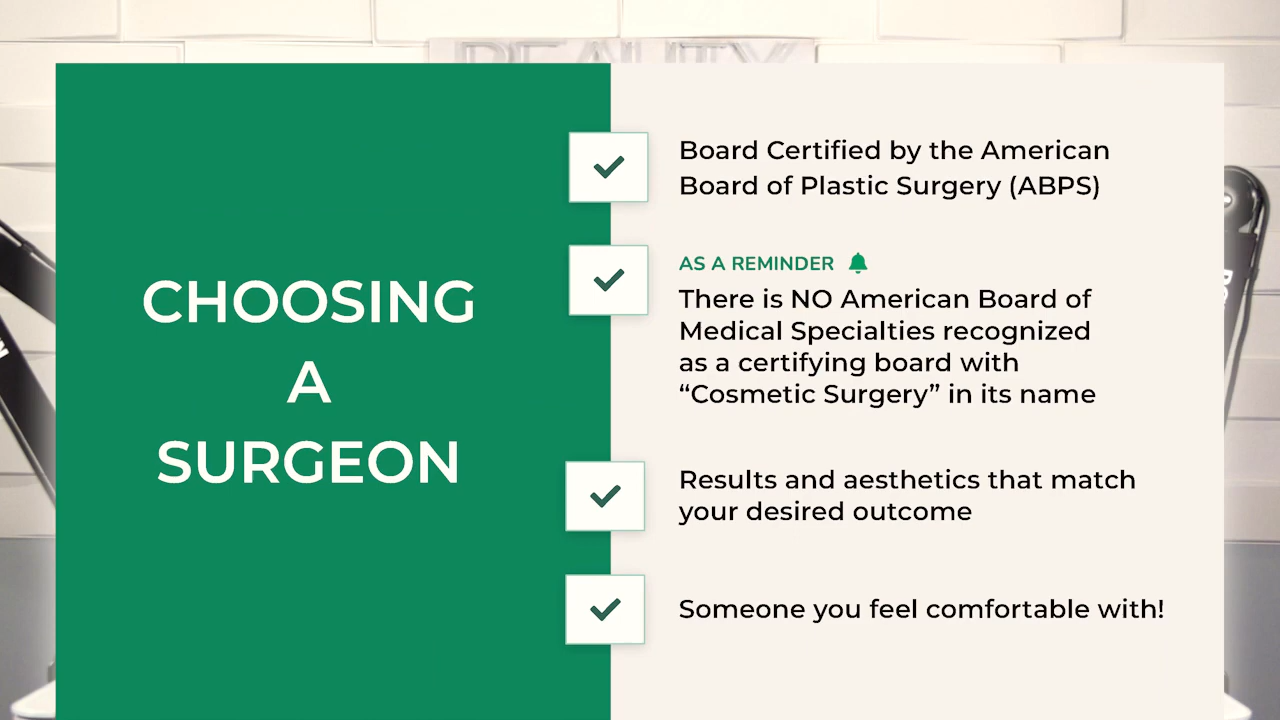 BEAUTY
CHOOSING
A
SURGEON
Board Certified by the American
Board of Plastic Surgery (ABPS)
AS A REMINDER
There is NO American Board of
Medical Specialties recognized
as a certifying board with
“Cosmetic Surgery” in its name
Results and aesthetics that match
your desired outcome
Someone you feel comfortable with!